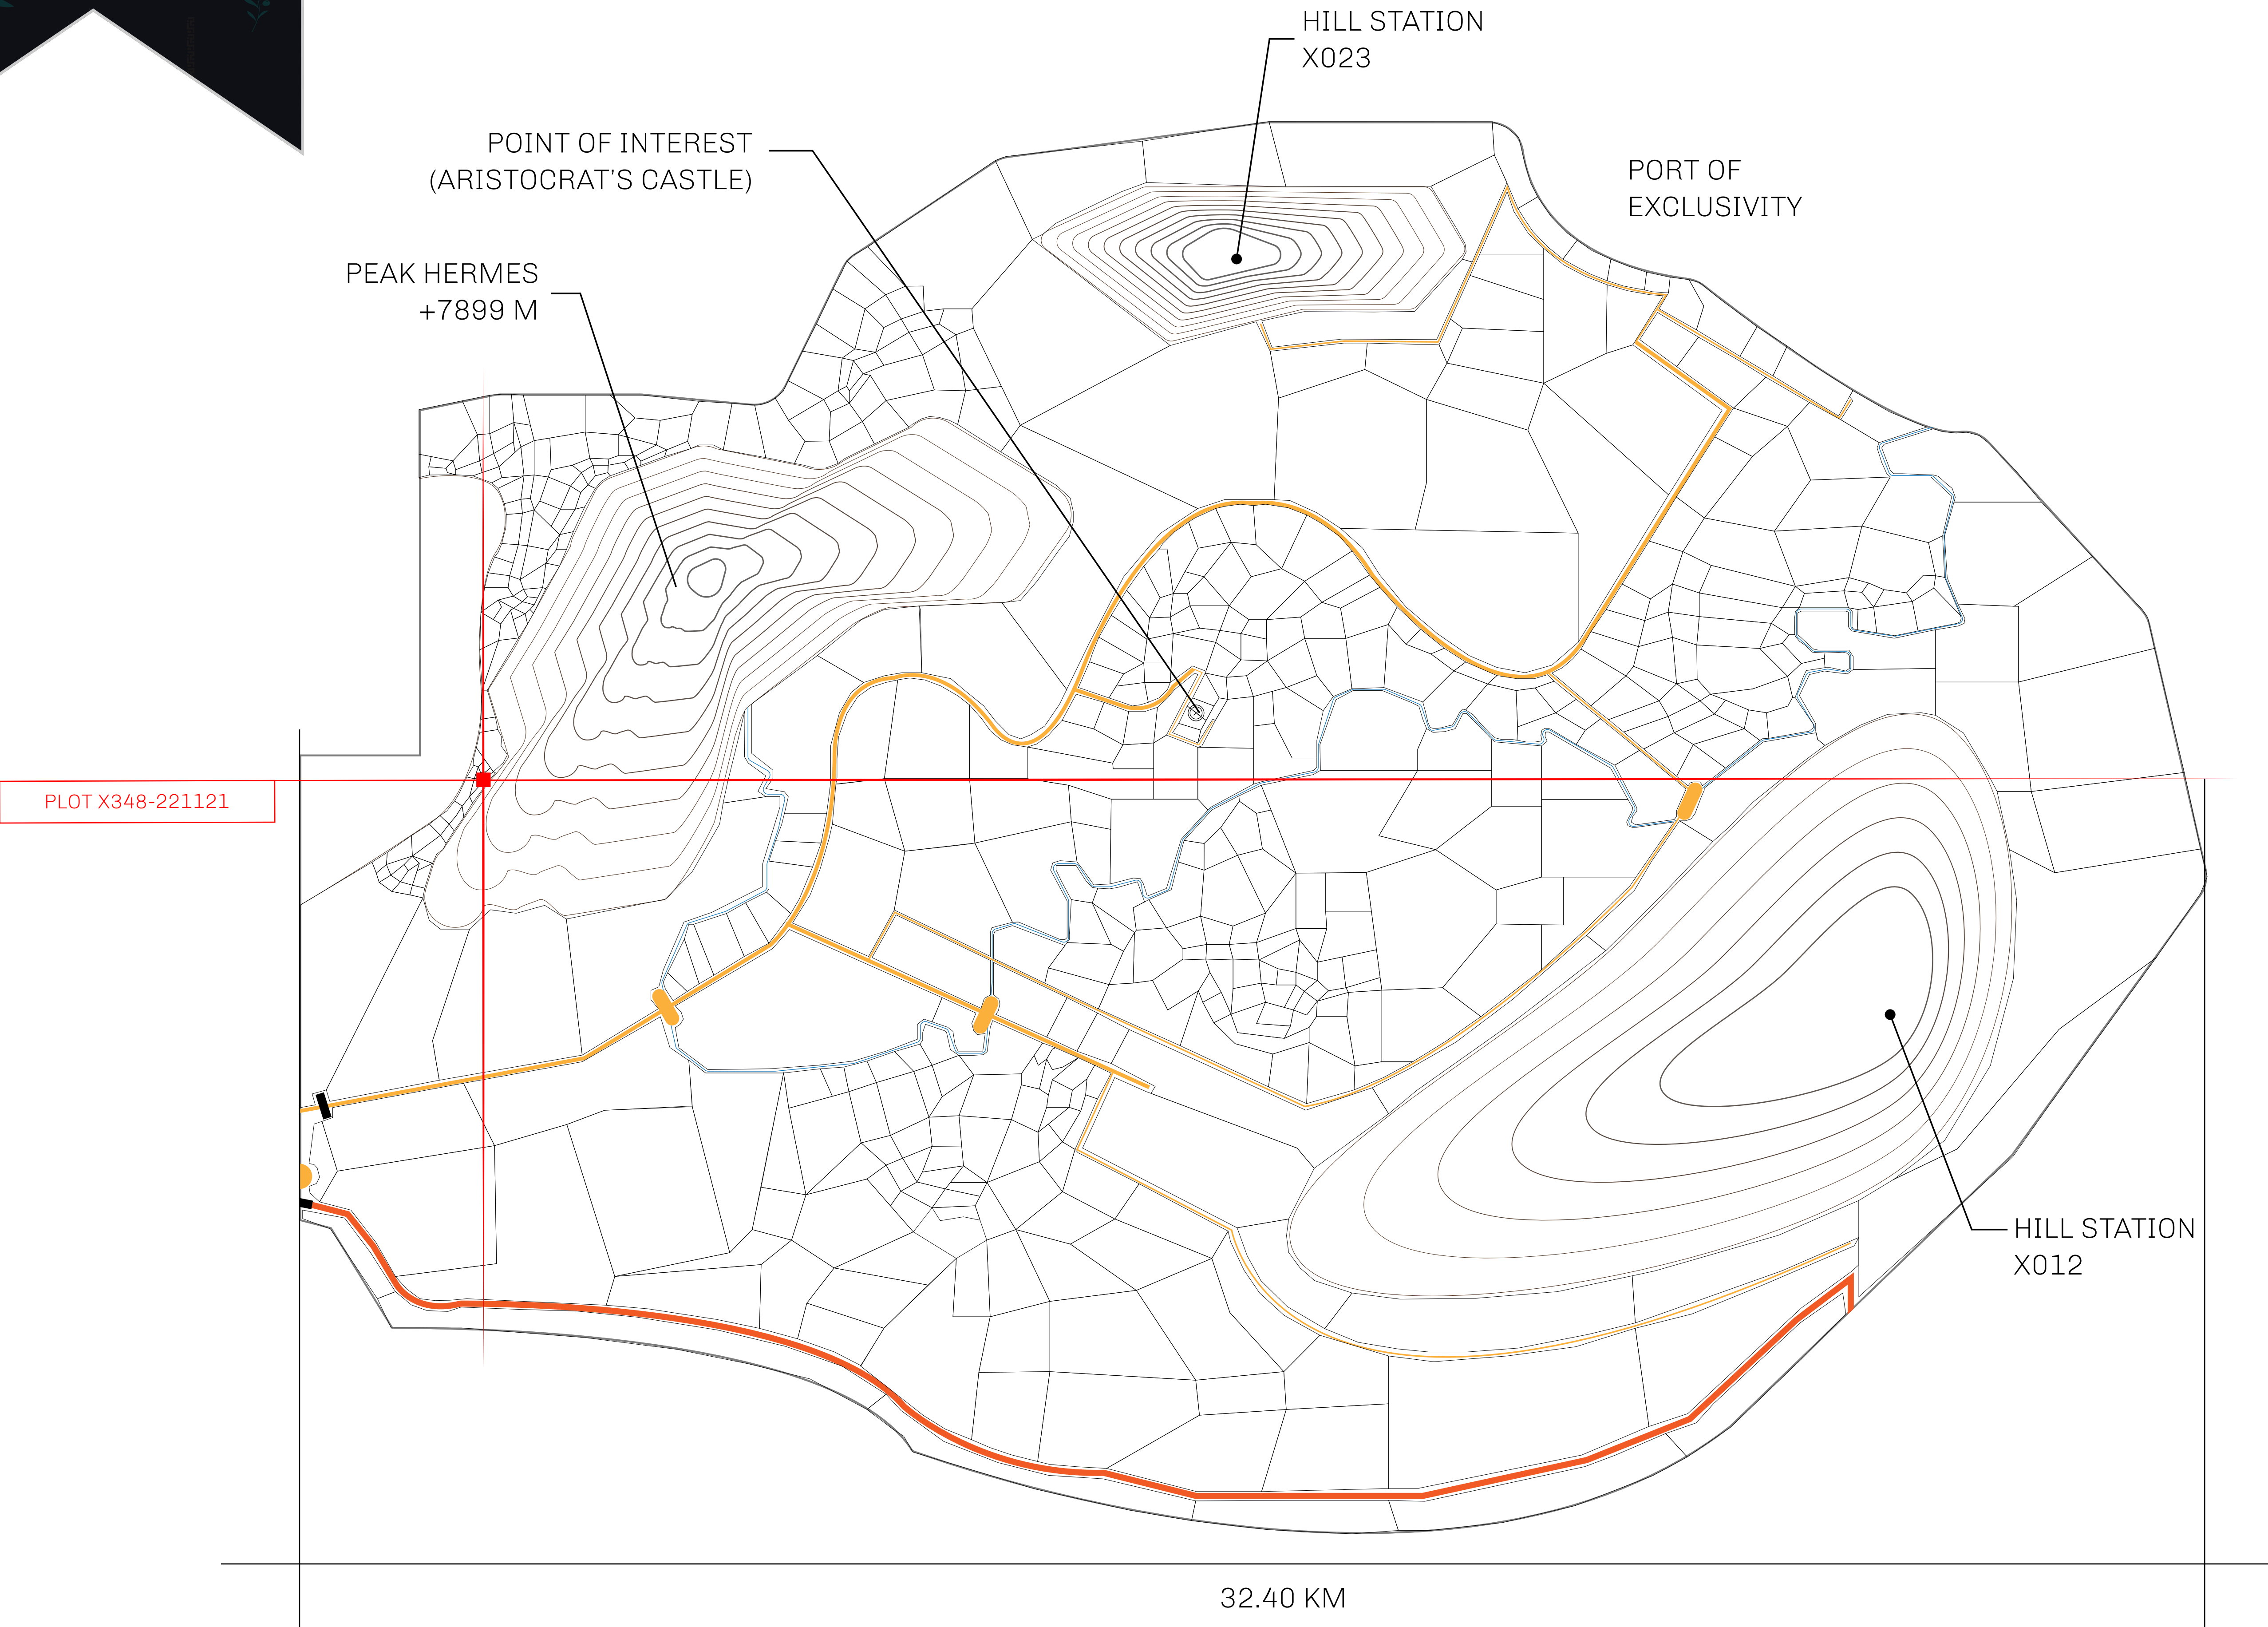 HILL STATION
X023
POINT OF INTEREST
(ARISTOCRAT'S CASTLE)
PORT OF
EXCLUSIVITY
PEAK HERMES
+7899 M
PLOT X348-221121
HILL STATION
X012
32.40 KM